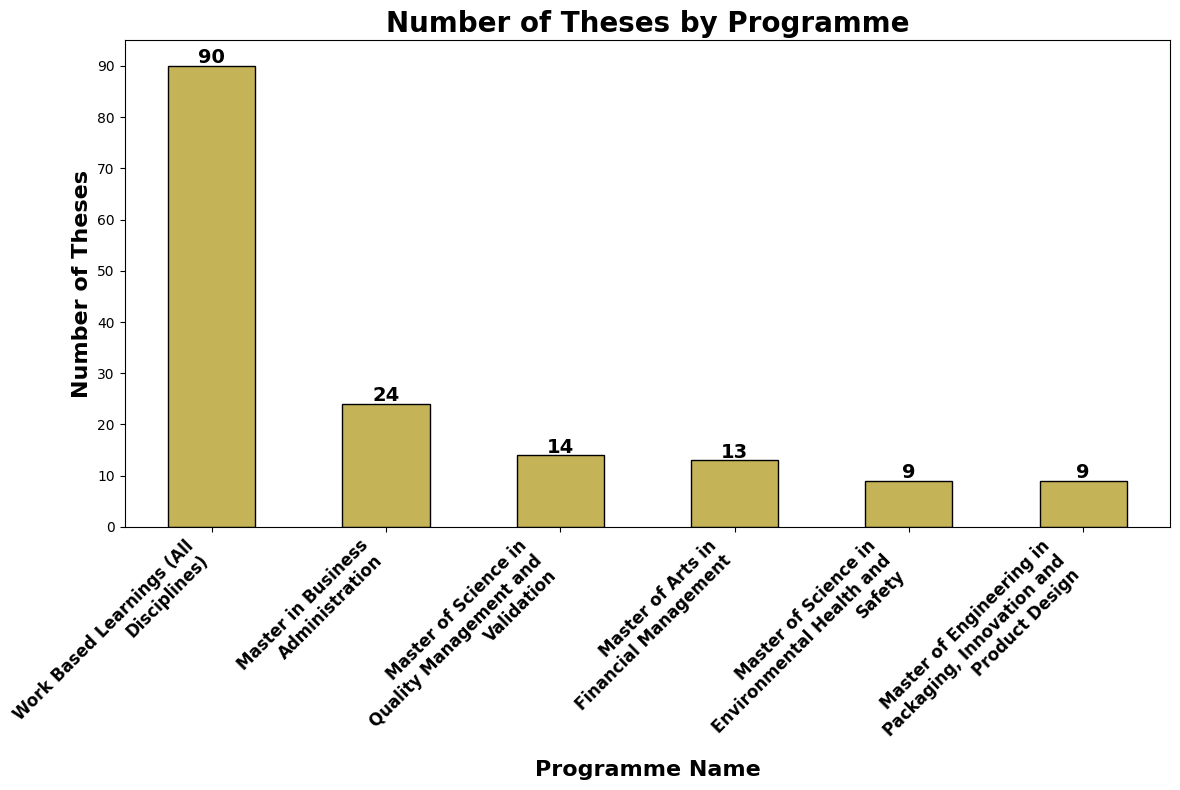 Number of Theses by Programme
Number of Theses
90
80
70
60
50
40
30
20
10
0
90
24
14
13
9
9
Work Based Learnings (All
Disciplines)
Master in Business
Administration
Master of Science in
Quality Management and
Validation
Master of Arts in
Financial Management
Master of Science in
Environmental Health and
Safety
Master of Engineering in
Packaging, Innovation and
Product Design
Programme Name